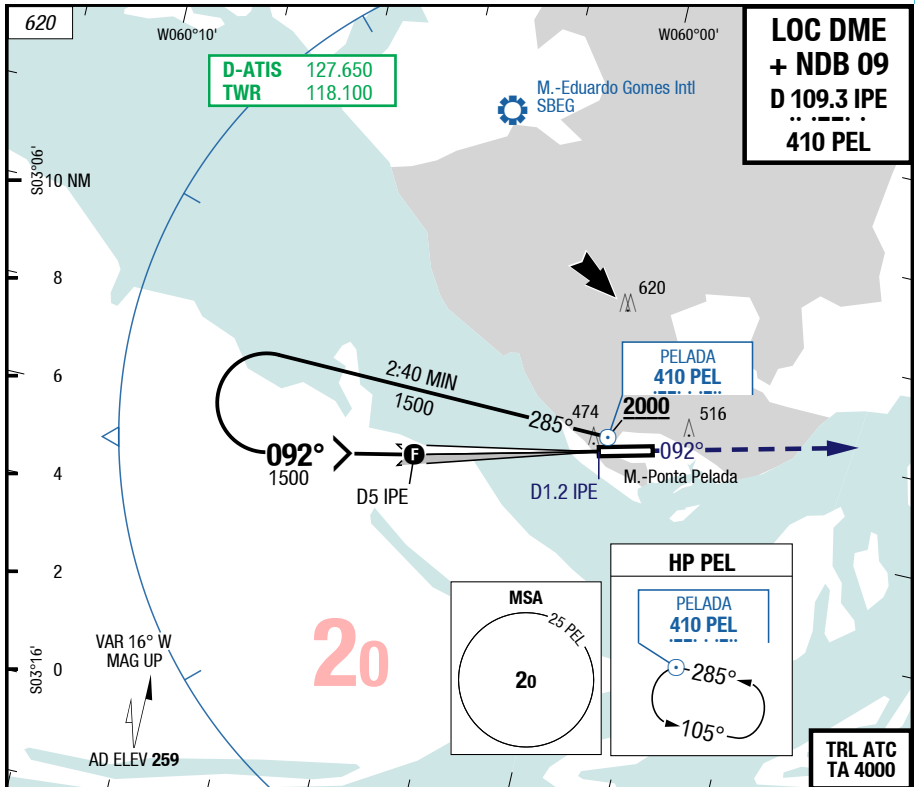 620
W060°10'
W060°00'
LOC DME
+ NDB 09
D 109.3 IPE
410 PEL
D-ATIS 127.650
TWR 118.100
M.-Eduardo Gomes Intl
SBEG
S03°06'
10 NM
8
620
6
2:40 MIN
1500
PELADA
410 PEL
285°
474
2000
516
4
092°
1500
092°
M.-Ponta Pelada
D5 IPE
D1.2 IPE
2
HP PEL
MSA
25 PEL
20
PELADA
410 PEL
285°
105°
VAR 16° W
MAG UP
20
S03°16'
0
AD ELEV 259
TRL ATC
TA 4000
F